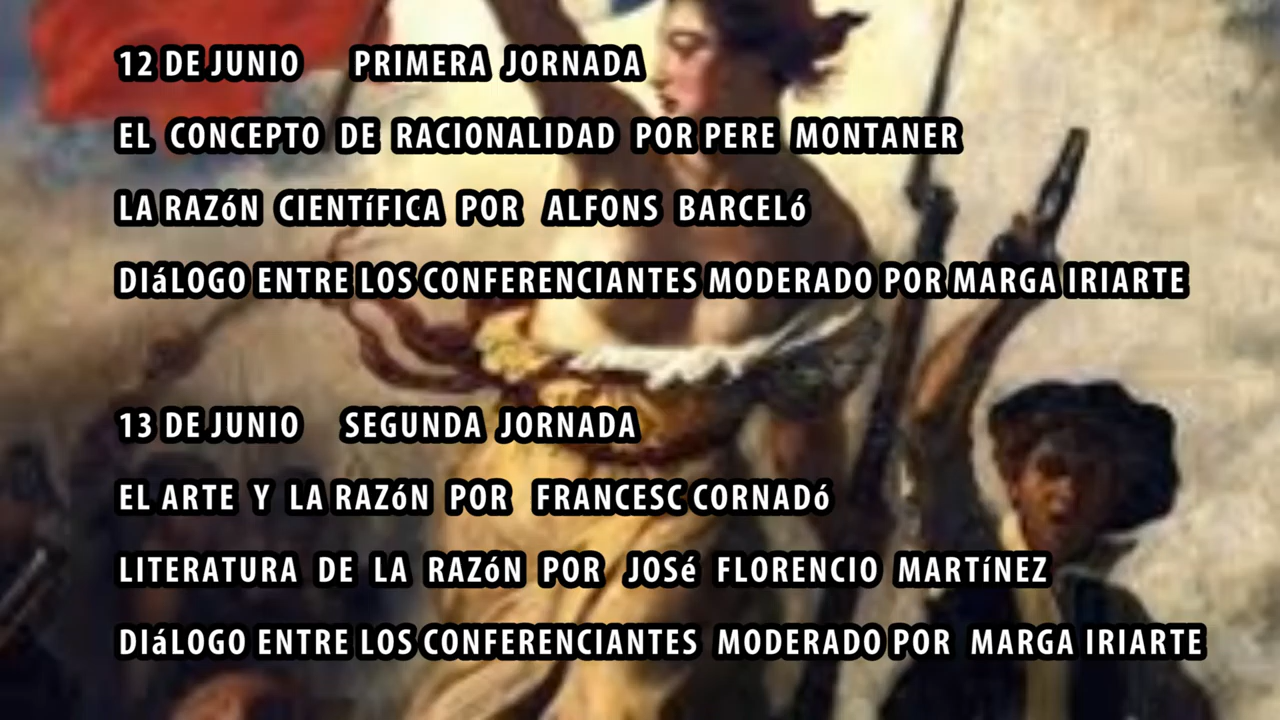 12 DE JUNIO PRIMERA JORNADA
EL CONCEPTO DE RACIONALIDAD POR PERE MONTANER
LA RAZóN CIENTíFICA POR ALFONS BARCELó
DIáLOGO ENTRE LOS CONFERENCIANTES MODERADO POR MARGA IRIARTE
13 DE JUNIO SEGUNDA JORNADA
EL ARTE Y LA RAZóN POR FRANCESC CORNADó
LITERATURA DE LA RAZóN POR JOSé FLORENCIO MARTíNEZ
DIáLOGO ENTRE LOS CONFERENCIANTES MODERADO POR MARGA IRIARTE